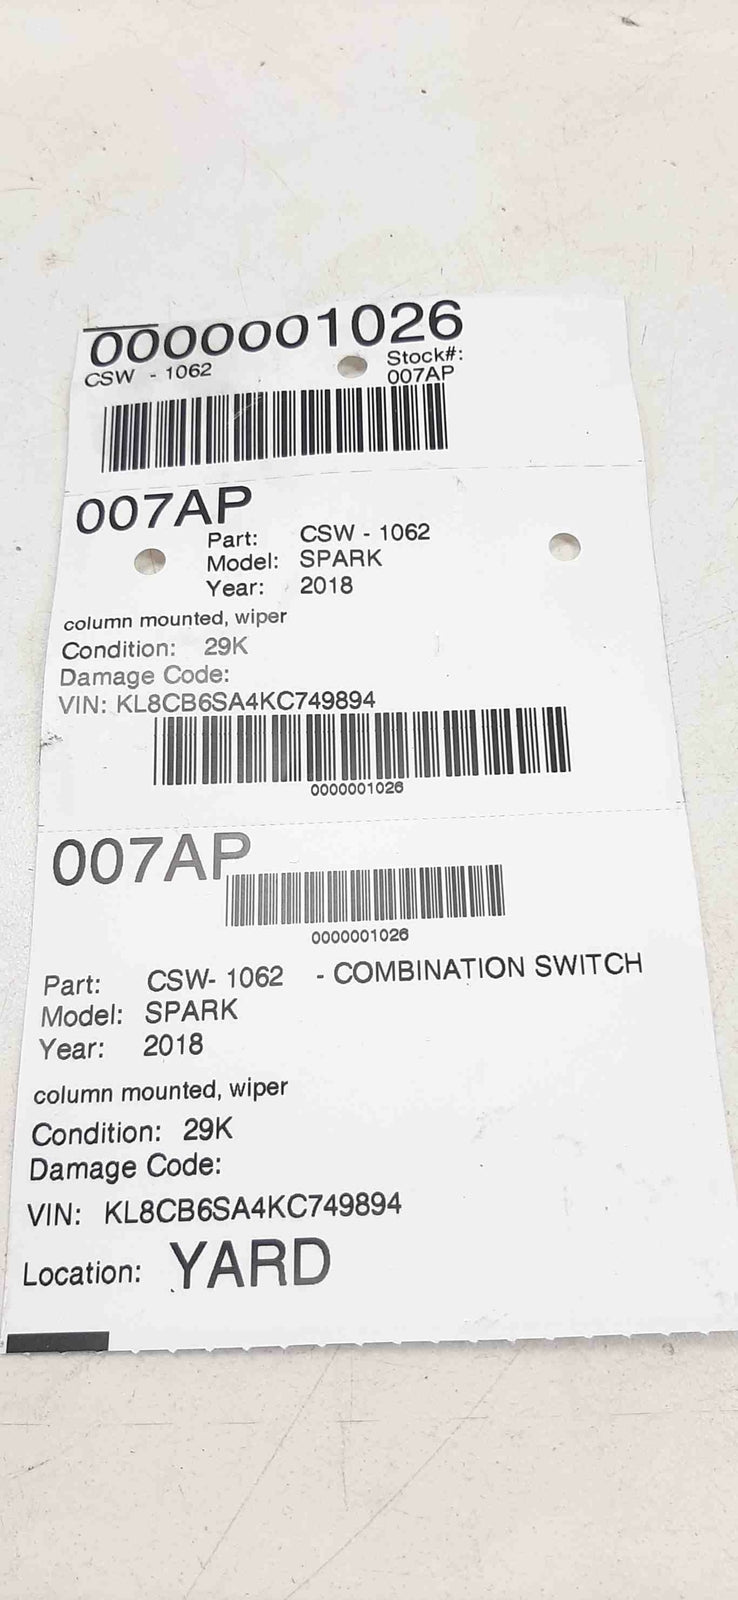 0000001026
CSW - 1062
Stock#:
007AP
007AP
Part: CSW - 1062
Model: SPARK
Year: 2018
column mounted, wiper
Condition: 29K
Damage Code:
VIN: KL8CB6SA4KC749894
0000001026
007AP
0000001026
Part: CSW- 1062 - COMBINATION SWITCH
Model: SPARK
Year: 2018
column mounted, wiper
Condition: 29K
Damage Code:
VIN: KL8CB6SA4KC749894
Location: YARD